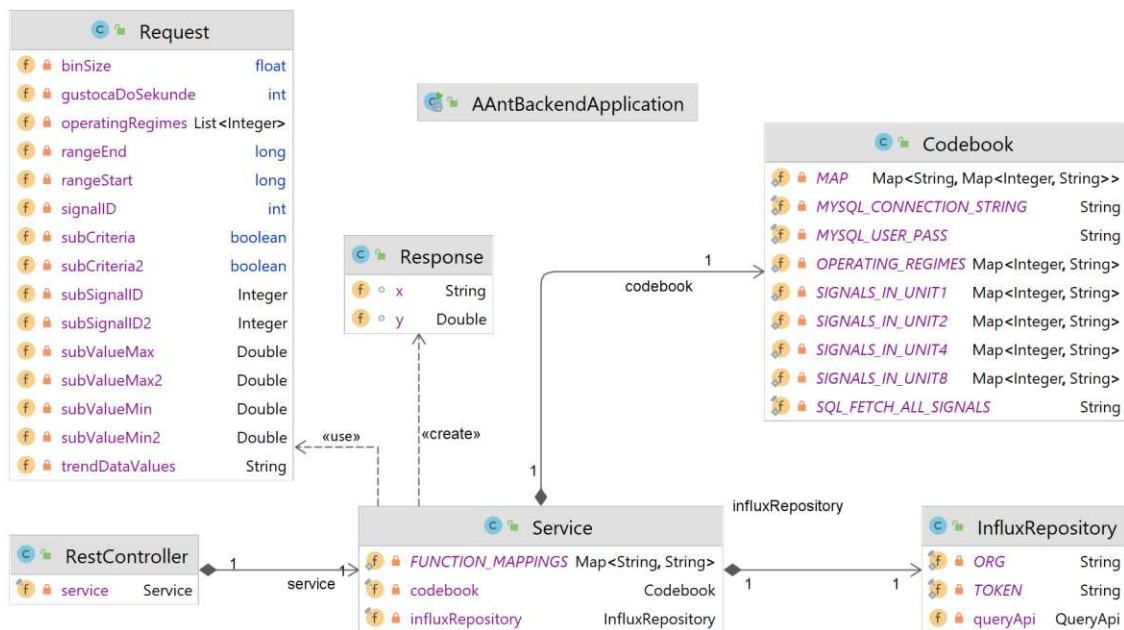 Request
binSize float
gustocaDoSekunde int
operatingRegimes List<Integer>
rangeEnd long
rangeStart long
signalID int
subCriteria boolean
subCriteria2 boolean
subSignalID Integer
subSignalID2 Integer
subValueMax Double
subValueMax2 Double
subValueMin Double
subValueMin2 Double
trendDataValues String
AAntBackendApplication
Codebook
MAP Map<String, Map<Integer, String>>
MYSQL_CONNECTION_STRING String
MYSQL_USER_PASS String
OPERATING_REGIMES Map<Integer, String>
SIGNALS_IN_UNIT1 Map<Integer, String>
SIGNALS_IN_UNIT2 Map<Integer, String>
SIGNALS_IN_UNIT4 Map<Integer, String>
SIGNALS_IN_UNIT8 Map<Integer, String>
SQL_FETCH_ALL_SIGNALS String
Response
x String
y Double
1
codebook
1
«use»
«create»
RestController
service Service
1
service
1
Service
FUNCTION_MAPPINGS Map<String, String>
codebook Codebook
influxRepository InfluxRepository
influxRepository
1
1
InfluxRepository
ORG String
TOKEN String
queryApi QueryApi